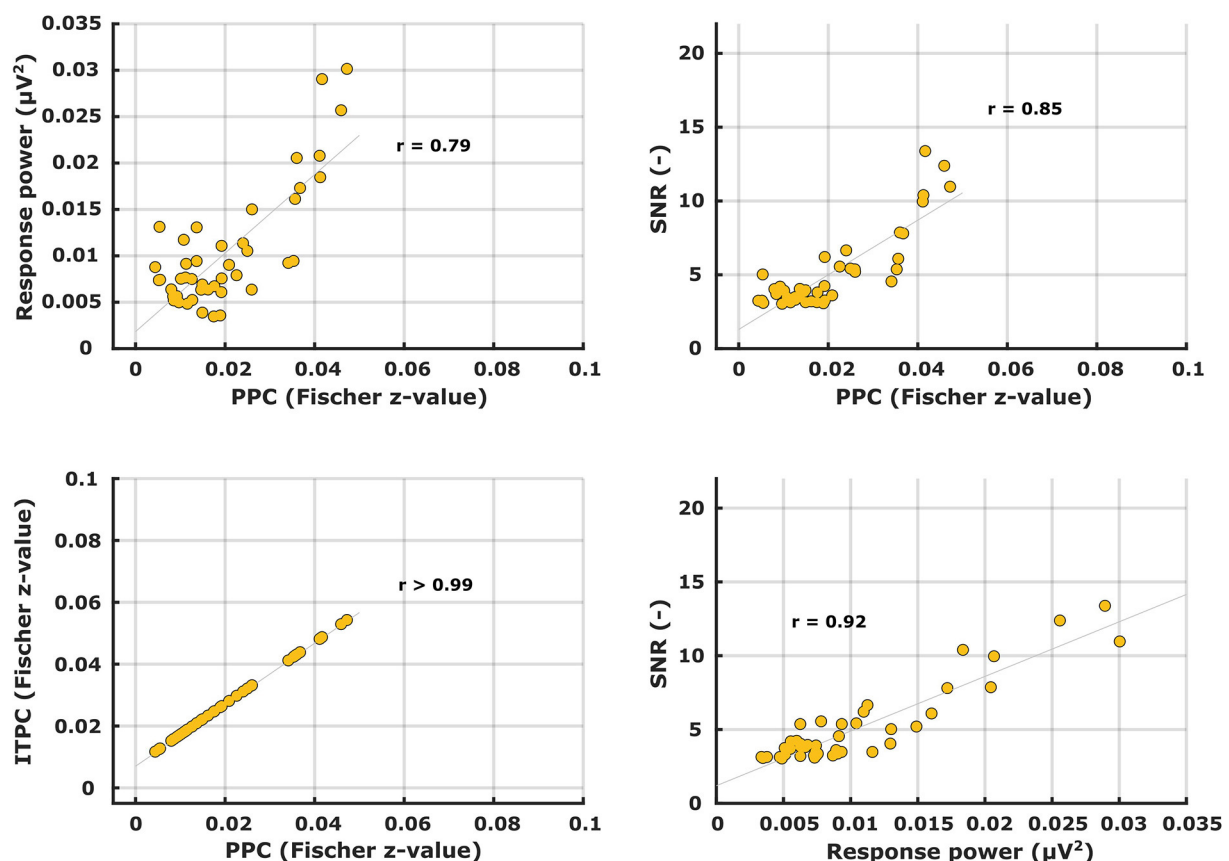 0.035
0.03
0.025
0.02
0.015
0.01
0.005
0
Response power (µV²)
r = 0.79
0 0.02 0.04 0.06 0.08 0.1
PPC (Fischer z-value)
20
15
10
5
0
SNR (-)
r = 0.85
0 0.02 0.04 0.06 0.08 0.1
PPC (Fischer z-value)
0.1
0.08
0.06
0.04
0.02
0
ITPC (Fischer z-value)
r > 0.99
0 0.02 0.04 0.06 0.08 0.1
PPC (Fischer z-value)
20
15
10
5
0
SNR (-)
r = 0.92
0 0.005 0.01 0.015 0.02 0.025 0.03 0.035
Response power (µV²)